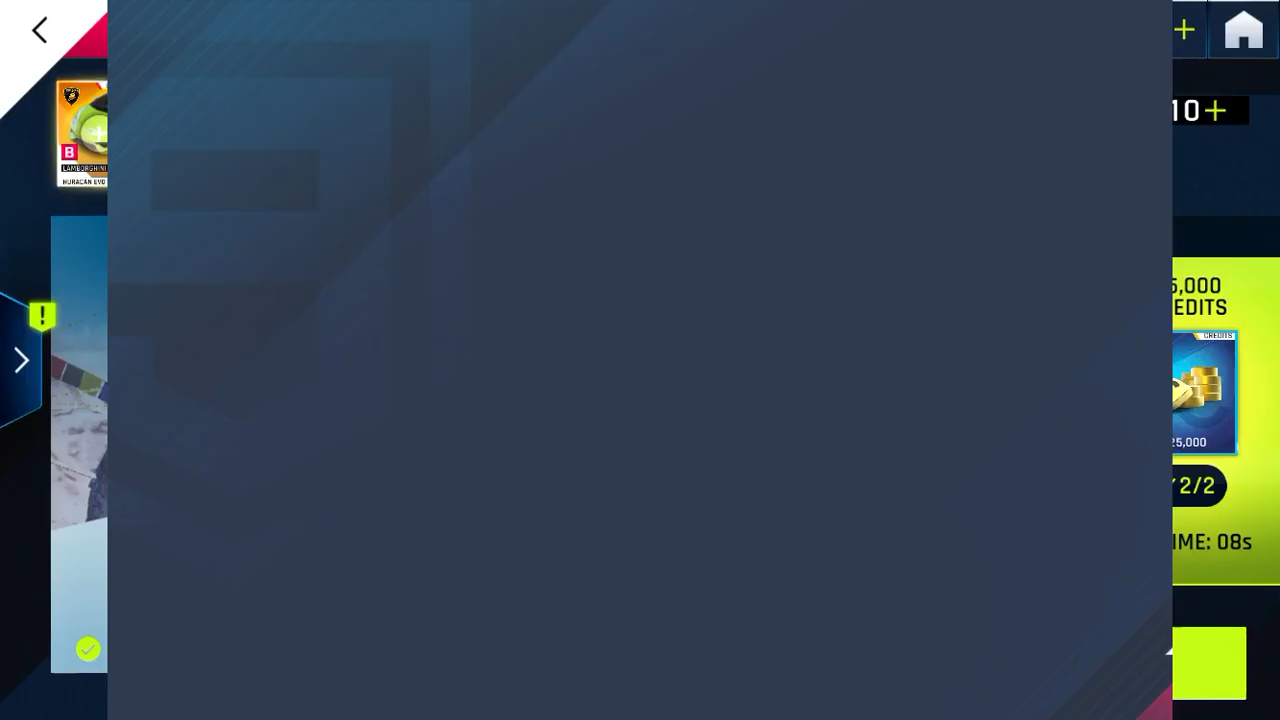 10+
B
LAMBORGHINI
HURACAN EVO
!
5,000
EDITS
CREDITS
25,000
2/2
IME: 08s